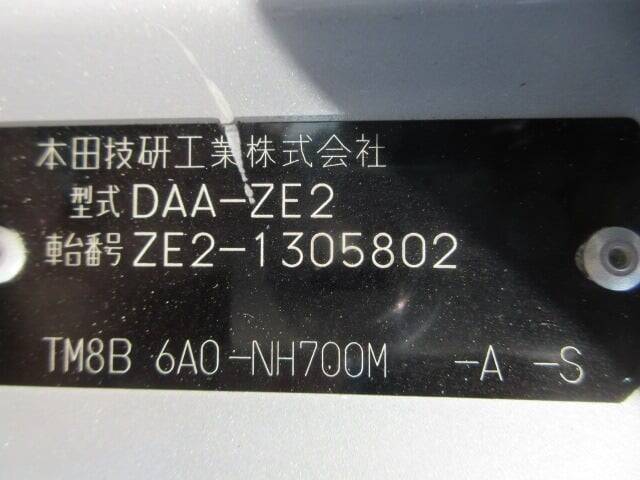 本田技研工業株式会社
型式 DAA-ZE2
車台番号 ZE2-1305802
TM8B 6A0-NH700M -A -S